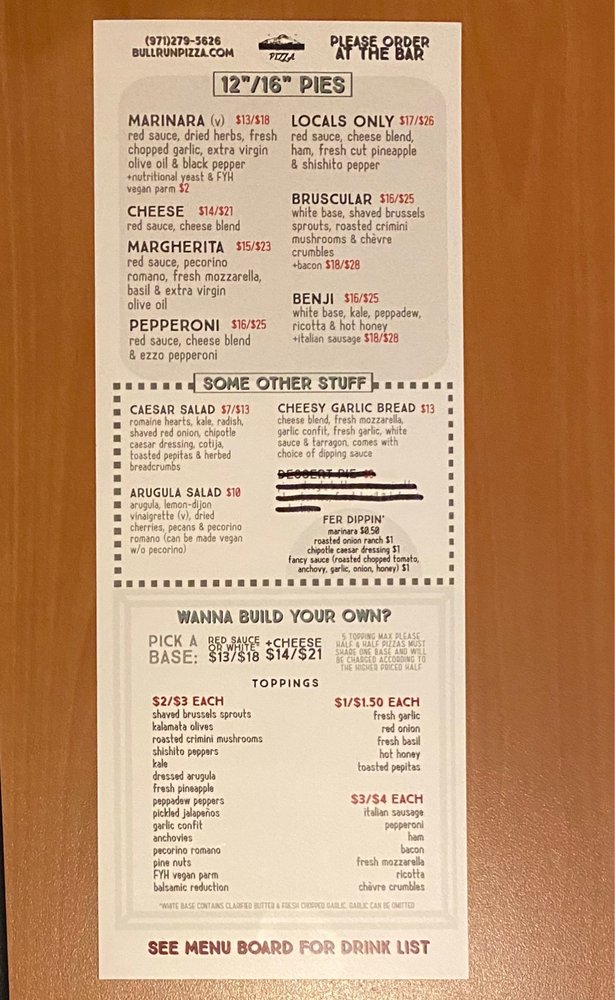 (971)279-5626
BULLRUNPIZZA.COM
PIZZA
PLEASE ORDER
AT THE BAR
12"/16" PIES
MARINARA (v) $13/$18
red sauce, dried herbs, fresh
chopped garlic, extra virgin
olive oil & black pepper
+nutritional yeast & FYH
vegan parm $2
CHEESE $14/$21
red sauce, cheese blend
MARGHERITA $15/$23
red sauce, pecorino
romano, fresh mozzarella,
basil & extra virgin
olive oil
PEPPERONI $16/$25
red sauce, cheese blend
& ezzo pepperoni
LOCALS ONLY $17/$26
red sauce, cheese blend,
ham, fresh cut pineapple
& shishito pepper
BRUSCULAR $16/$25
white base, shaved brussels
sprouts, roasted crimini
mushrooms & chèvre
crumbles
+bacon $18/$28
BENJI $16/$25
white base, kale, peppadew,
ricotta & hot honey
+italian sausage $18/$28
SOME OTHER STUFF
CAESAR SALAD $7/$13
romaine hearts, kale, radish,
shaved red onion, chipotle
caesar dressing, cotija,
toasted pepitas & herbed
breadcrumbs
ARUGULA SALAD $10
arugula, lemon-dijon
vinaigrette (v), dried
cherries, pecans & pecorino
romano (can be made vegan
w/o pecorino)
CHEESY GARLIC BREAD $13
cheese blend, fresh mozzarella,
garlic confit, fresh garlic, white
sauce & tarragon, comes with
choice of dipping sauce
DESSERT PIE
FER DIPPIN'
marinara $0.50
roasted onion ranch $1
chipotle caesar dressing $1
fancy sauce (roasted chopped tomato,
anchovy, garlic, onion, honey) $1
WANNA BUILD YOUR OWN?
PICK A
BASE:
RED SAUCE
OR WHITE*
$13/$18
+CHEESE
$14/$21
5 TOPPING MAX PLEASE
HALF & HALF PIZZAS MUST
SHARE ONE BASE AND WILL
BE CHARGED ACCORDING TO
THE HIGHER PRICED HALF
TOPPINGS
$2/$3 EACH
shaved brussels sprouts
kalamata olives
roasted crimini mushrooms
shishito peppers
kale
dressed arugula
fresh pineapple
peppadew peppers
pickled jalapeños
garlic confit
anchovies
pecorino romano
pine nuts
FYH vegan parm
balsamic reduction
$1/$1.50 EACH
fresh garlic
red onion
fresh basil
hot honey
toasted pepitas
$3/$4 EACH
italian sausage
pepperoni
ham
bacon
fresh mozzarella
ricotta
chèvre crumbles
*WHITE BASE CONTAINS CLARIFIED BUTTER & FRESH CHOPPED GARLIC. GARLIC CAN BE OMITTED
SEE MENU BOARD FOR DRINK LIST